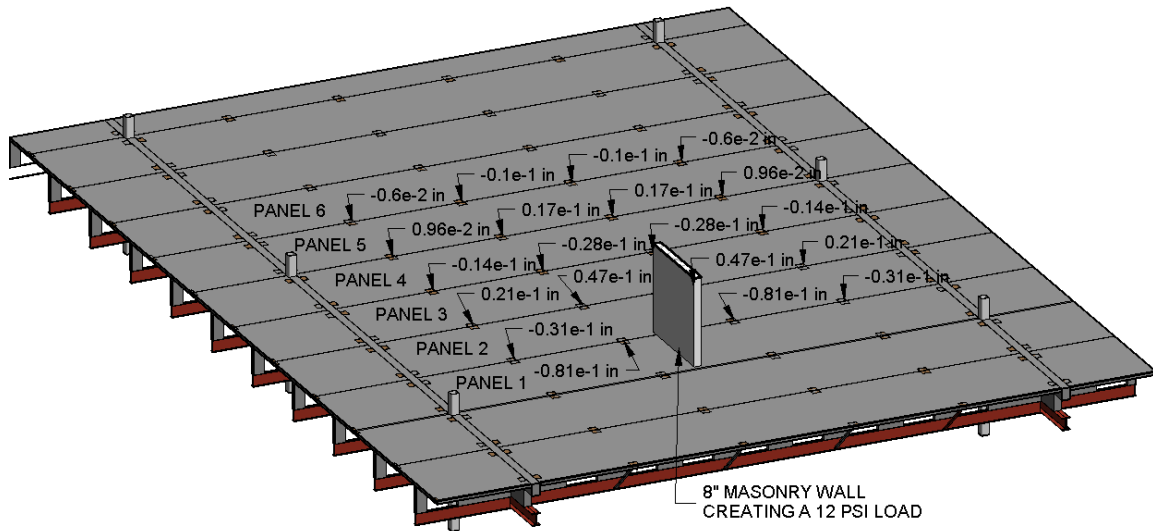 -0.6e-2 in
-0.1e-1 in
-0.1e-1 in
0.96e-2 in
-0.6e-2 in
0.17e-1 in
PANEL 6
0.17e-1 in
-0.14e-1 in
0.96e-2 in
-0.28e-1 in
PANEL 5
-0.28e-1 in
0.21e-1 in
PANEL 4
-0.14e-1 in
0.47e-1 in
0.47e-1 in
0.21e-1 in
-0.31e-1 in
PANEL 3
-0.81e-1 in
-0.31e-1 in
PANEL 2
-0.81e-1 in
PANEL 1
8" MASONRY WALL
CREATING A 12 PSI LOAD